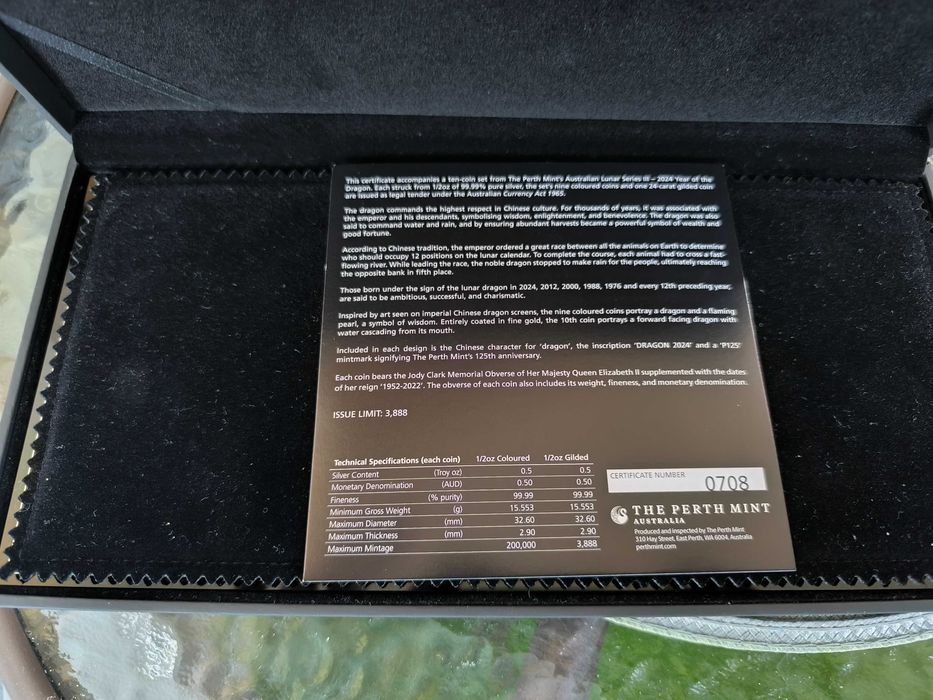 This certificate accompanies a ten-coin set from The Perth Mint's Australian Lunar Series III – 2024 Year of the
Dragon. Each struck from 1/2oz of 99.99% pure silver, the set's nine coloured coins and one 24-carat gilded coin
are issued as legal tender under the Australian Currency Act 1965.
The dragon commands the highest respect in Chinese culture. For thousands of years, it was associated with
the emperor and his descendants, symbolising wisdom, enlightenment, and benevolence. The dragon was also
said to command water and rain, and by ensuring abundant harvests became a powerful symbol of wealth and
good fortune.
According to Chinese tradition, the emperor ordered a great race between all the animals on Earth to determine
who should occupy 12 positions on the lunar calendar. To complete the course, each animal had to cross a fast-
flowing river. While leading the race, the noble dragon stopped to make rain for the people, ultimately reaching
the opposite bank in fifth place.
Those born under the sign of the lunar dragon in 2024, 2012, 2000, 1988, 1976 and every 12th preceding year,
are said to be ambitious, successful, and charismatic.
Inspired by art seen on imperial Chinese dragon screens, the nine coloured coins portray a dragon and a flaming
pearl, a symbol of wisdom. Entirely coated in fine gold, the 10th coin portrays a forward facing dragon with
water cascading from its mouth.
Included in each design is the Chinese character for 'dragon', the inscription 'DRAGON 2024' and a 'P125'
mintmark signifying The Perth Mint's 125th anniversary.
Each coin bears the Jody Clark Memorial Obverse of Her Majesty Queen Elizabeth II supplemented with the dates
of her reign '1952-2022'. The obverse of each coin also includes its weight, fineness, and monetary denomination.
ISSUE LIMIT: 3,888
Technical Specifications (each coin) 1/2oz Coloured 1/2oz Gilded
Silver Content (Troy oz) 0.5 0.5
Monetary Denomination (AUD) 0.50 0.50
Fineness (% purity) 99.99 99.99
Minimum Gross Weight (g) 15.553 15.553
Maximum Diameter (mm) 32.60 32.60
Maximum Thickness (mm) 2.90 2.90
Maximum Mintage 200,000 3,888
CERTIFICATE NUMBER 0708
THE PERTH MINT
AUSTRALIA
Produced and inspected by The Perth Mint
310 Hay Street, East Perth, WA 6004, Australia
perthmint.com